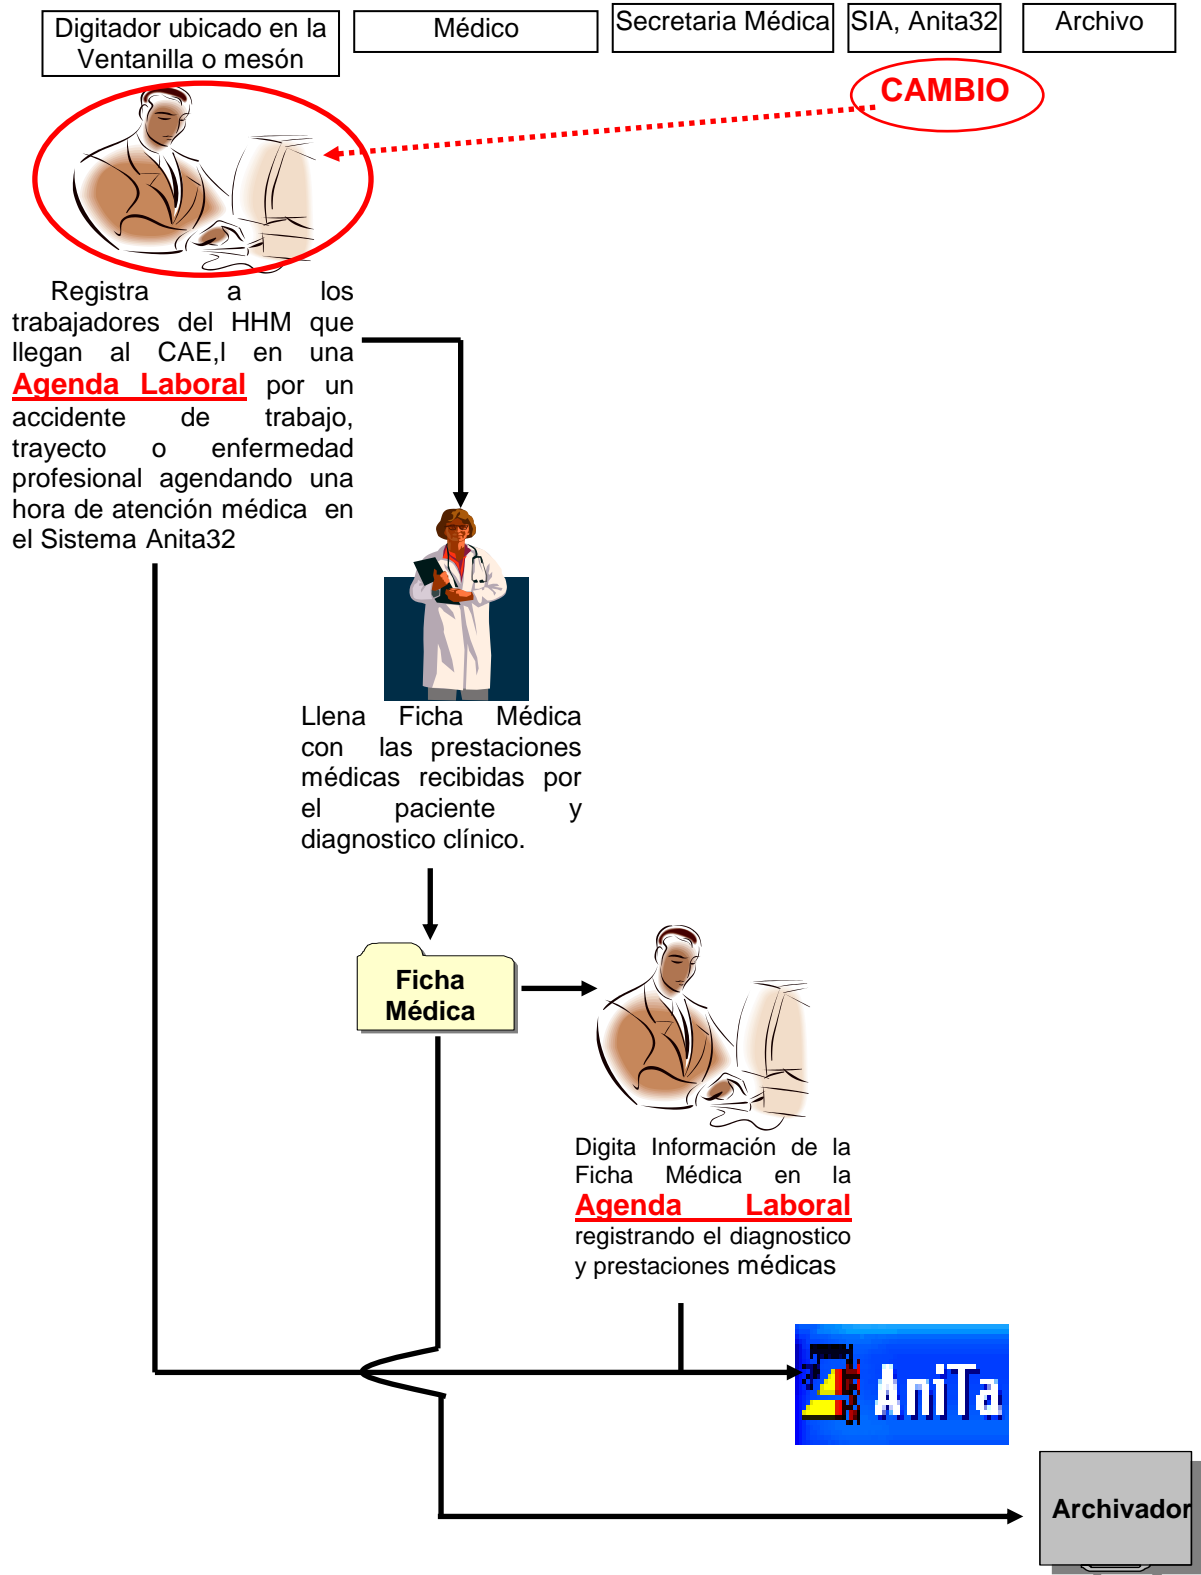 Digitador ubicado en la
Ventanilla o mesón
Médico
Secretaria Médica
SIA, Anita32
Archivo
CAMBIO
Registra a los
trabajadores del HHM que
llegan al CAE,l en una
Agenda Laboral por un
accidente de trabajo,
trayecto o enfermedad
profesional agendando una
hora de atención médica en
el Sistema Anita32
Llena Ficha Médica
con las prestaciones
médicas recibidas por
el paciente y
diagnostico clínico.
Ficha
Médica
Digita Información de la
Ficha Médica en la
Agenda Laboral
registrando el diagnostico
y prestaciones médicas
AniTa
Archivador